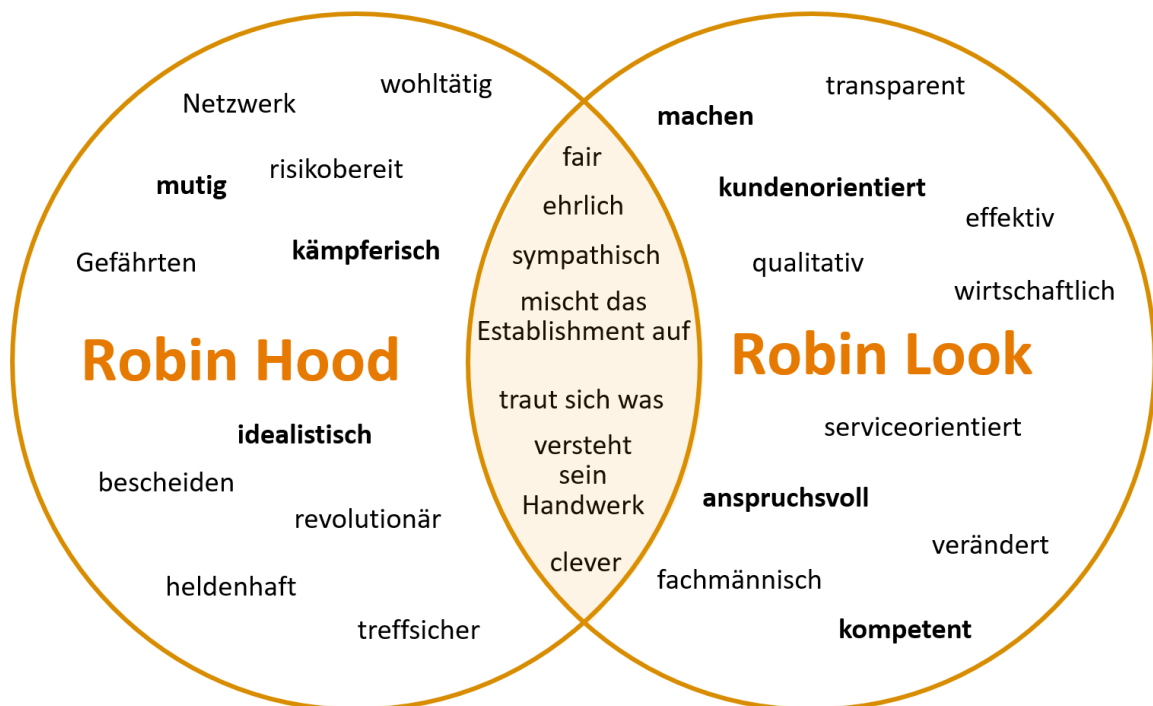 wohltätig
Netzwerk
risikobereit
mutig
kämpferisch
Gefährten
Robin Hood
idealistisch
bescheiden
revolutionär
heldenhaft
treffsicher
fair
ehrlich
sympathisch
mischt das
Establishment auf
traut sich was
versteht
sein
Handwerk
clever
transparent
machen
kundenorientiert
effektiv
qualitativ
wirtschaftlich
Robin Look
serviceorientiert
anspruchsvoll
verändert
fachmännisch
kompetent